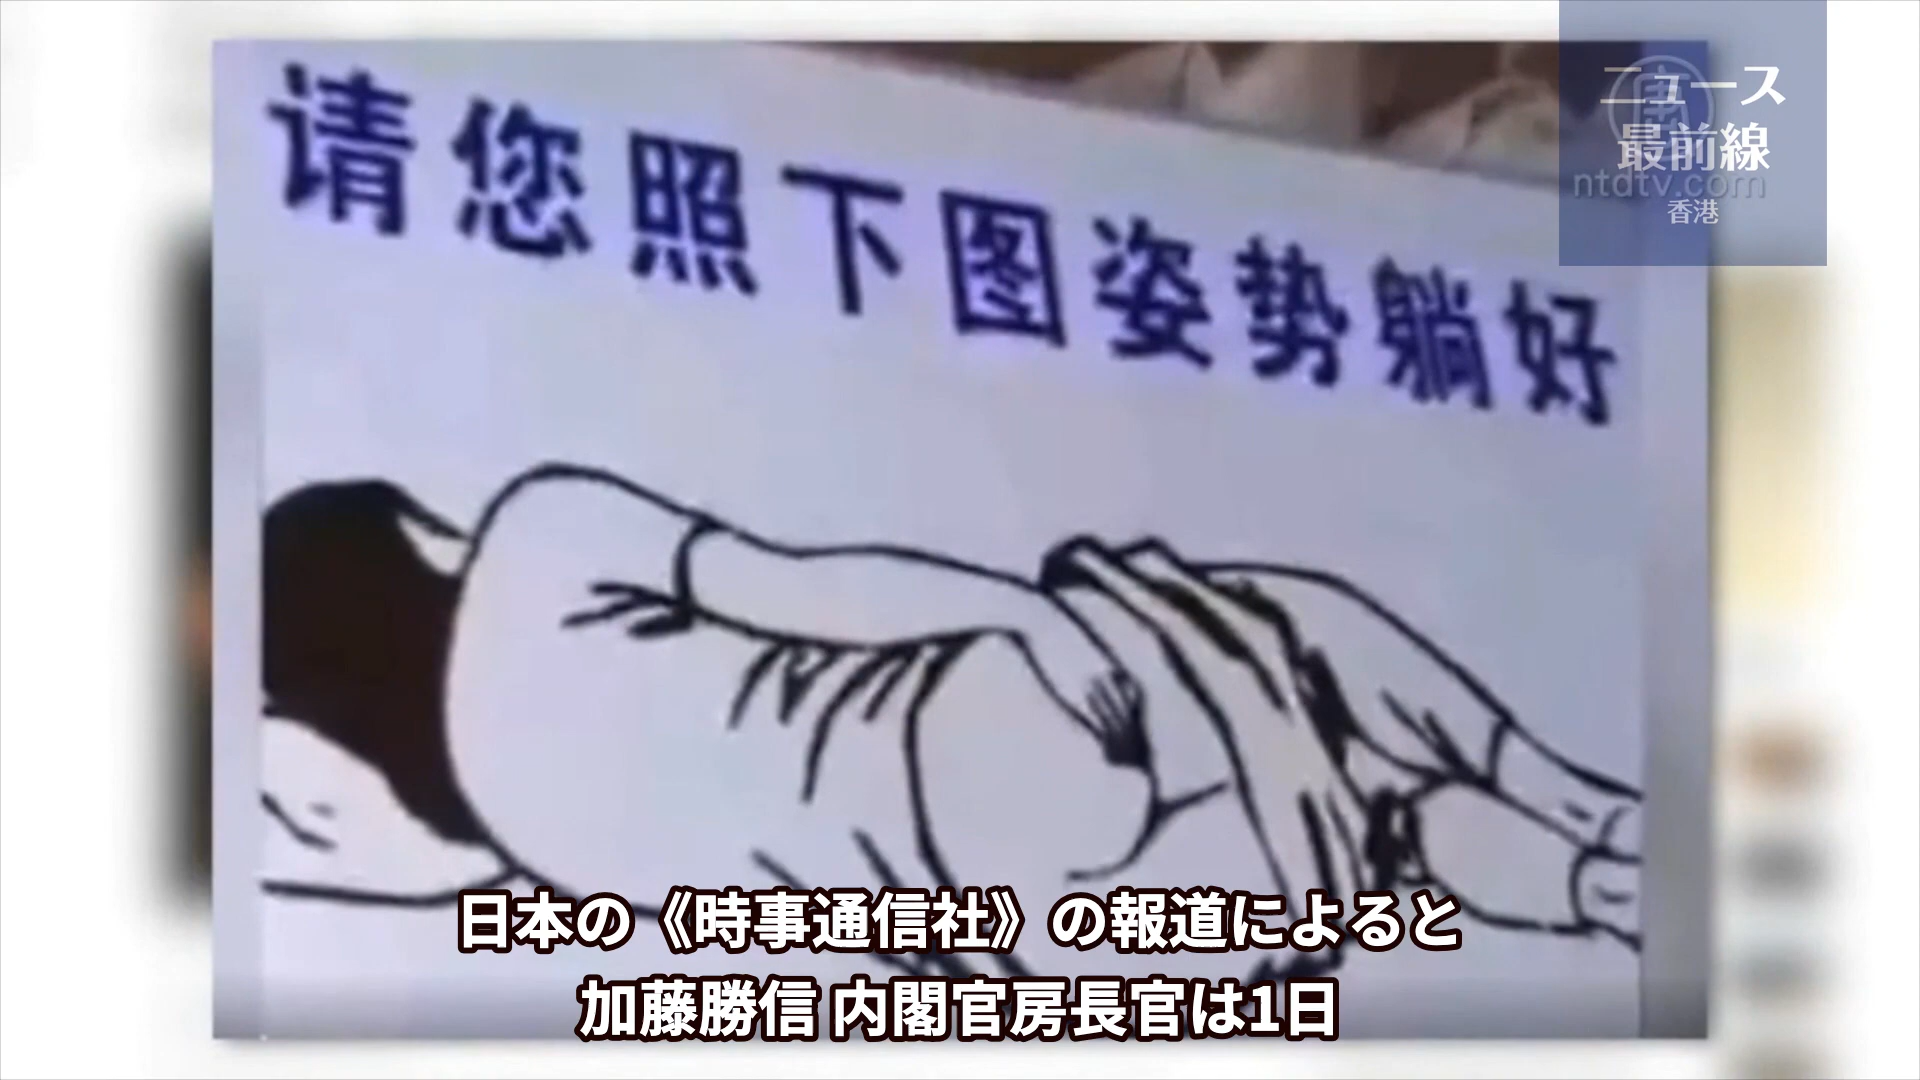 请您照下图姿势躺好
ニュース
最前線
ntdtv.com
香港
日本の《時事通信社》の報道によると
加藤勝信 内閣官房長官は1日